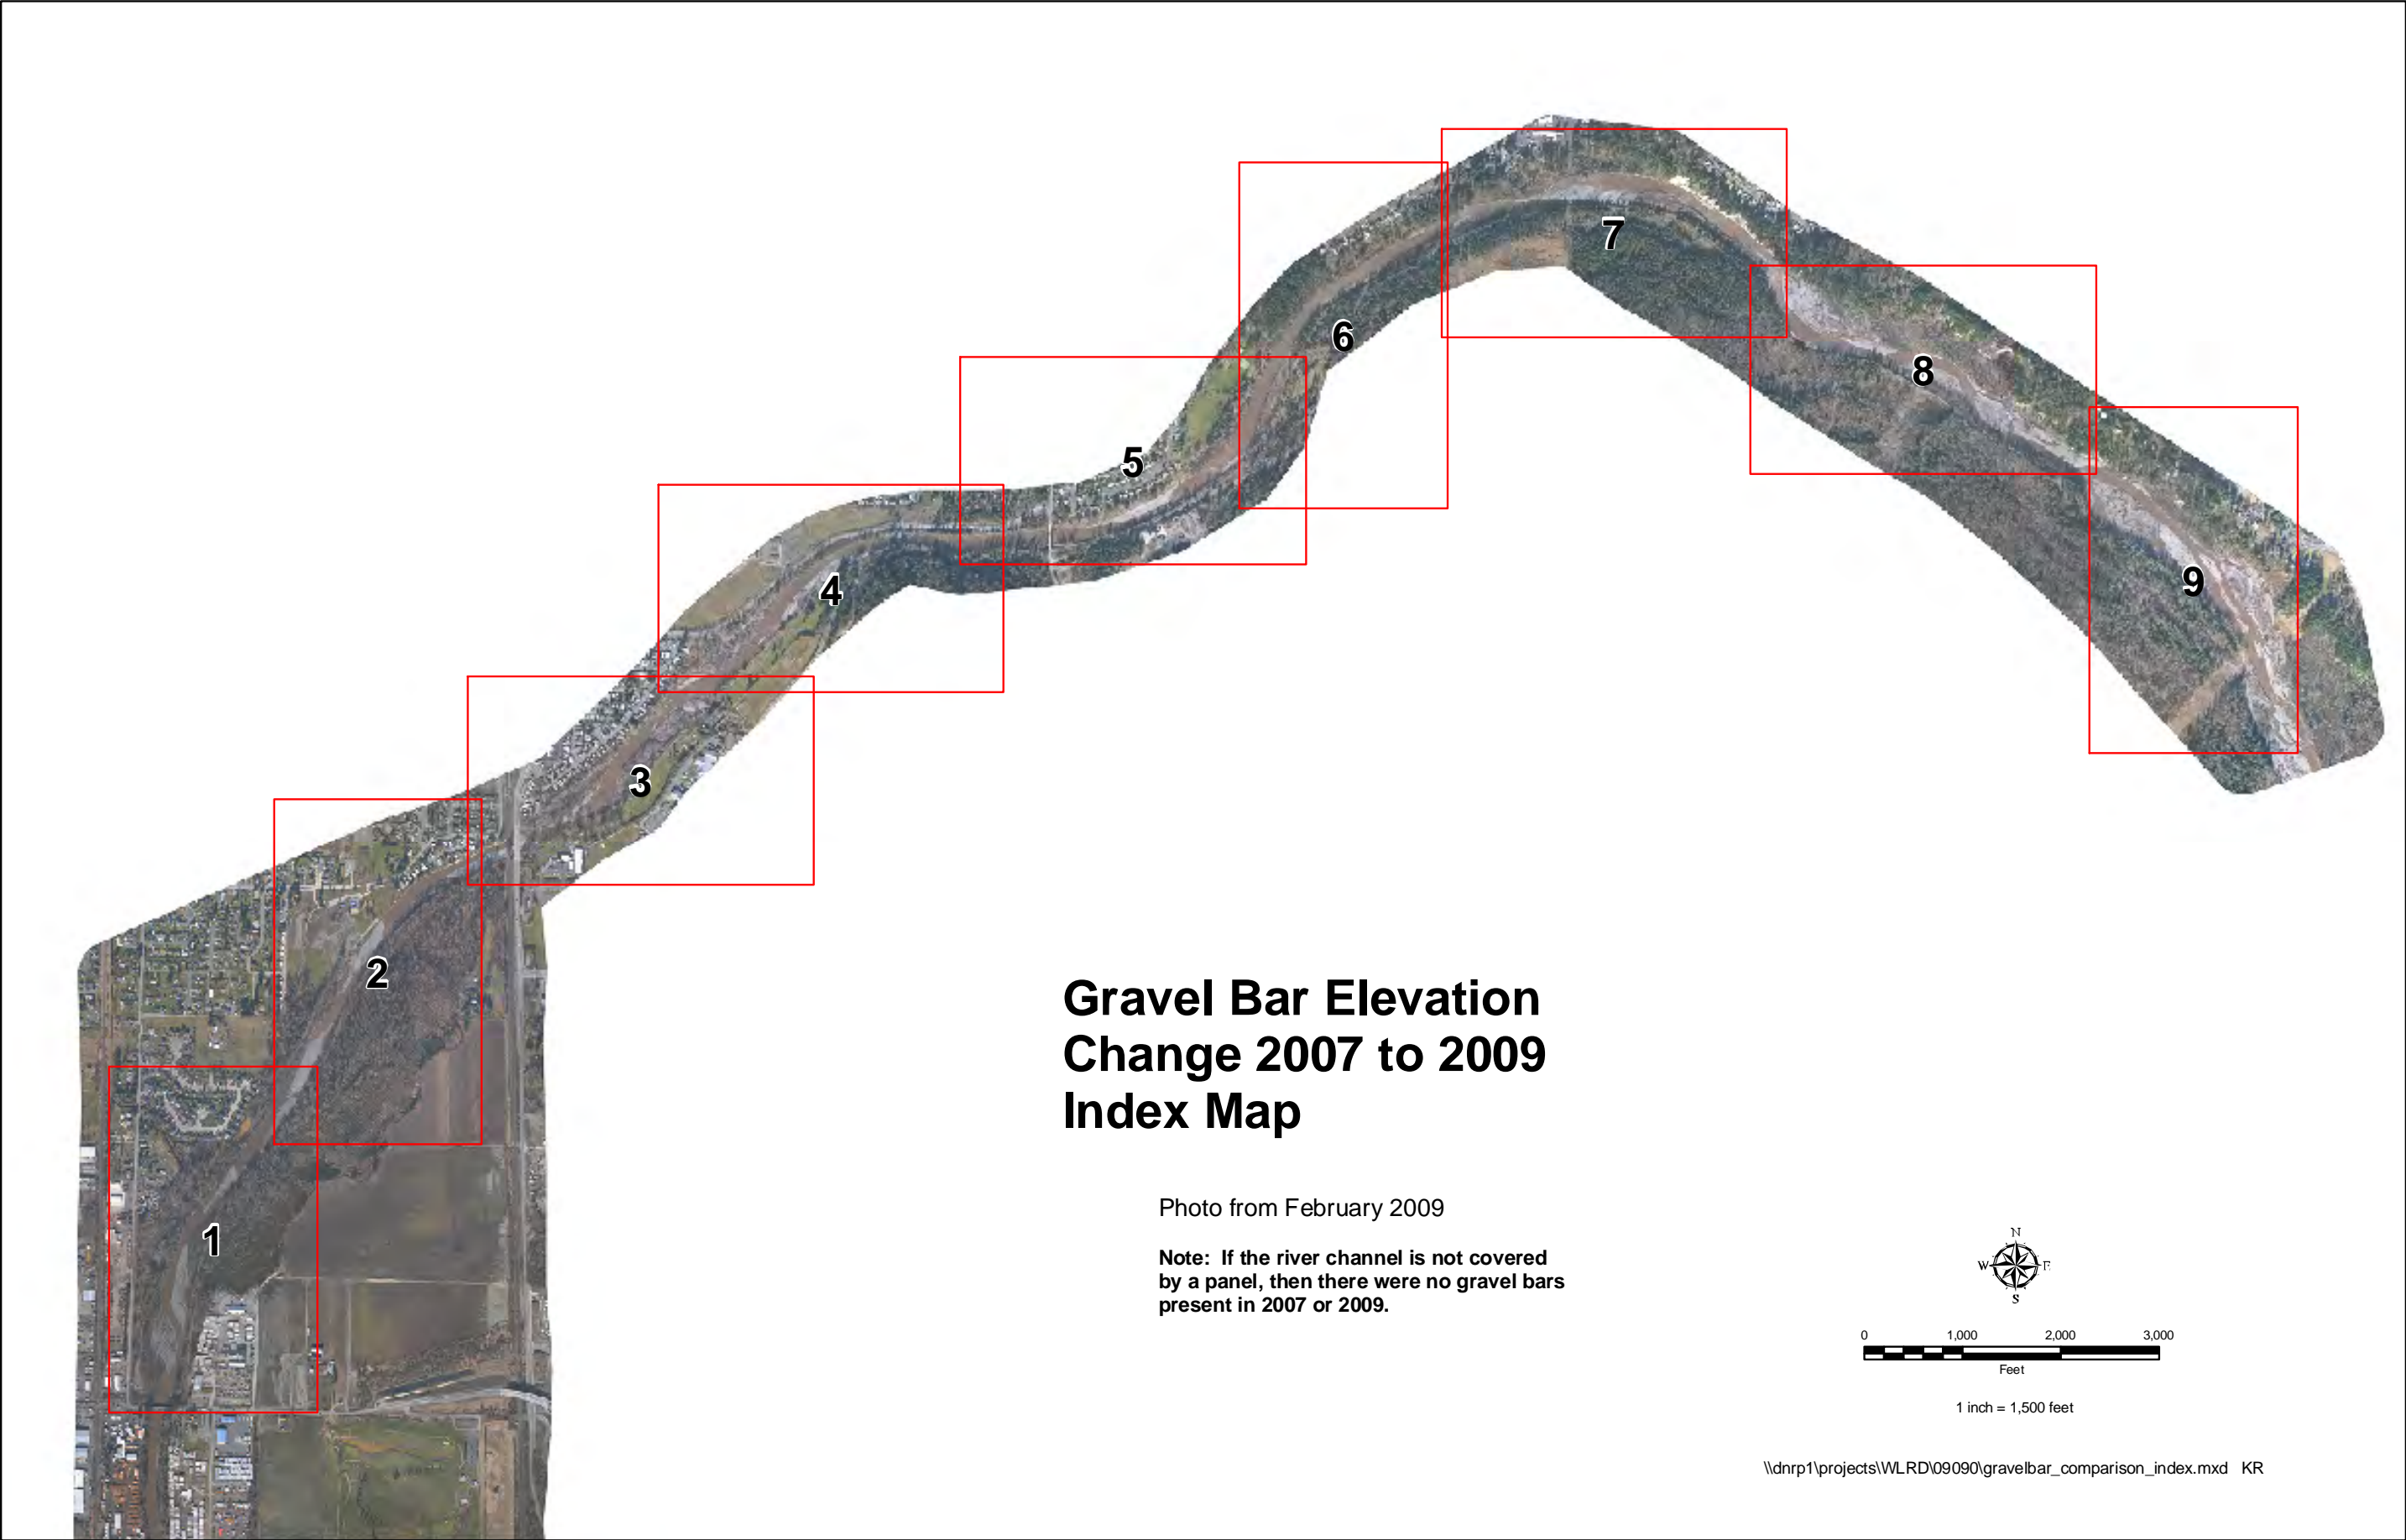 7
6
8
5
9
4
3
2
Gravel Bar Elevation
Change 2007 to 2009
Index Map
Photo from February 2009
1
Note: If the river channel is not covered
by a panel, then there were no gravel bars
present in 2007 or 2009.
N
W E
S
0 1,000 2,000 3,000
Feet
1 inch = 1,500 feet
\\dnrp1\projects\WLRD\09090\gravelbar_comparison_index.mxd KR